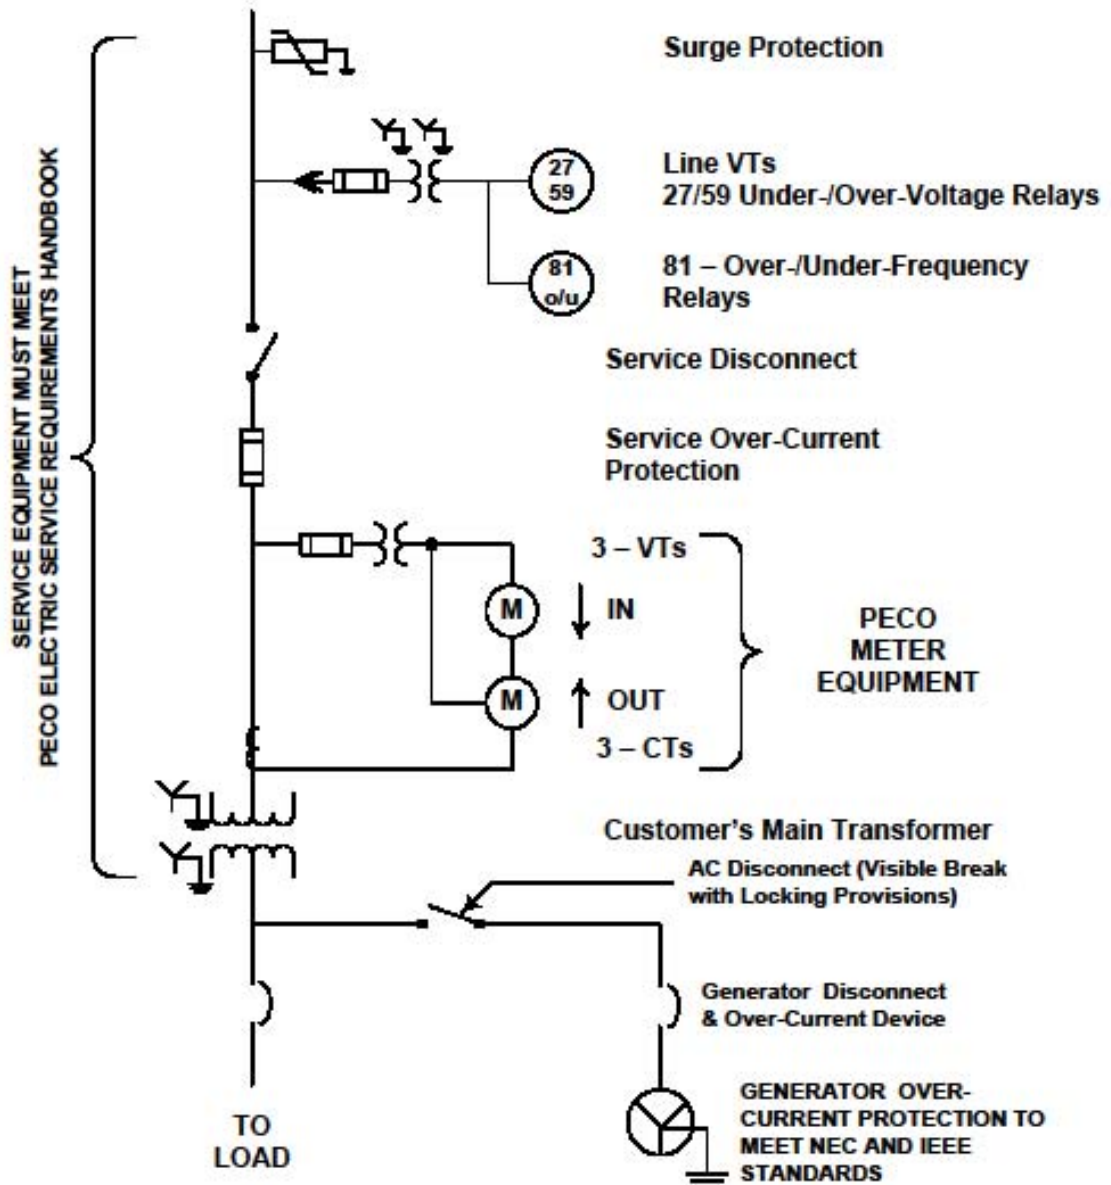 Surge Protection
27
59
Line VTs
27/59 Under-/Over-Voltage Relays
81
o/u
81 – Over-/Under-Frequency
Relays
SERVICE EQUIPMENT MUST MEET
PECO ELECTRIC SERVICE REQUIREMENTS HANDBOOK
Service Disconnect
Service Over-Current
Protection
3 – VTs
M
IN
M
OUT
3 – CTs
PECO
METER
EQUIPMENT
Customer's Main Transformer
AC Disconnect (Visible Break
with Locking Provisions)
Generator Disconnect
& Over-Current Device
GENERATOR OVER-
CURRENT PROTECTION TO
MEET NEC AND IEEE
STANDARDS
TO
LOAD